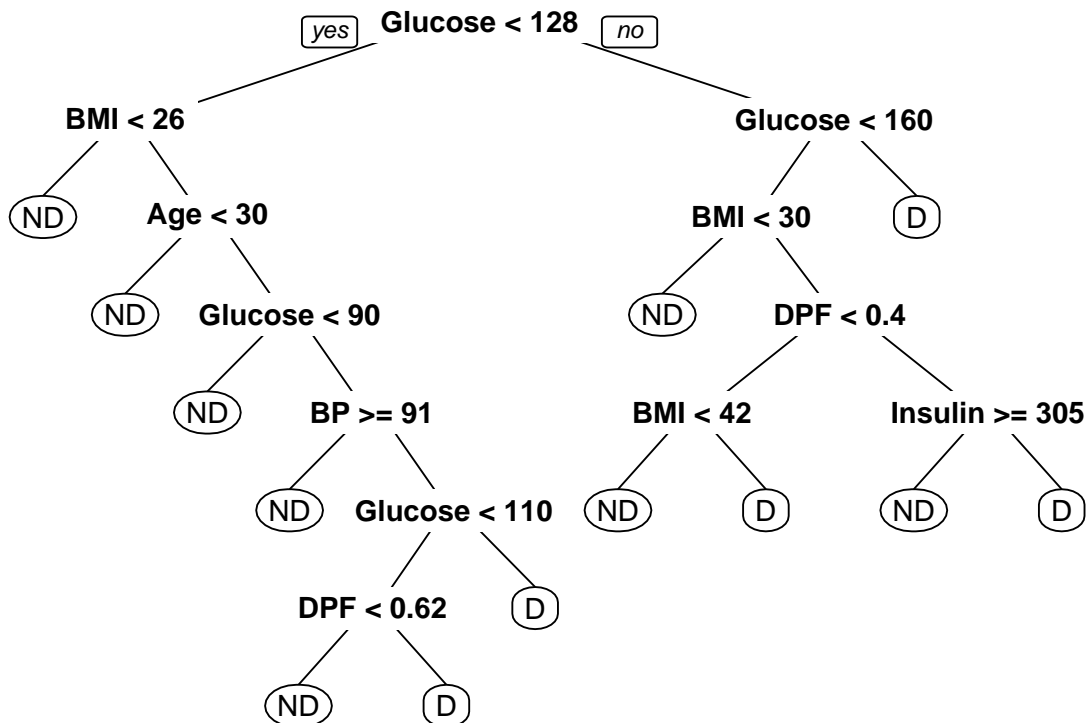 yes Glucose < 128 no
BMI < 26 Glucose < 160
ND Age < 30 BMI < 30 D
ND Glucose < 90 ND DPF < 0.4
ND BP >= 91 BMI < 42 Insulin >= 305
ND Glucose < 110 ND D ND D
DPF < 0.62 D
ND D